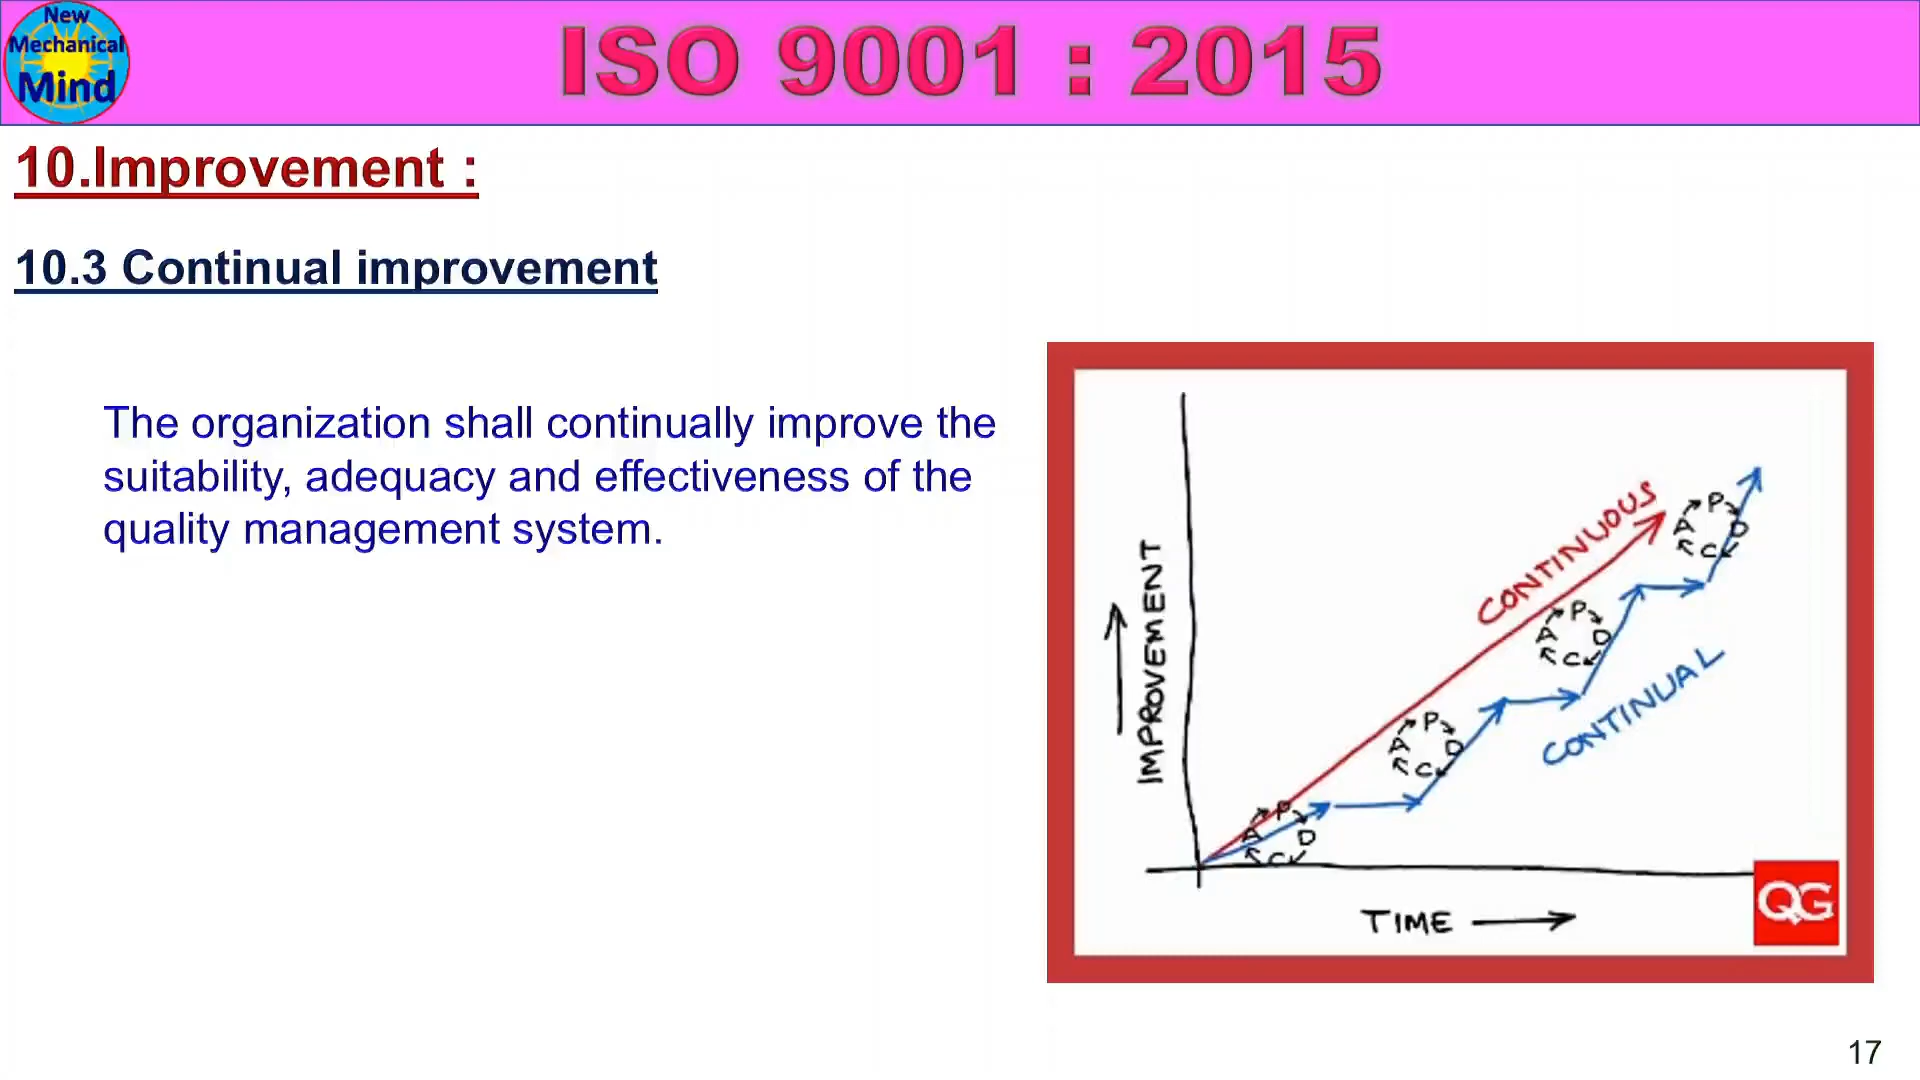 New
Mechanical
Mind
ISO 9001 : 2015
10.Improvement :
10.3 Continual improvement
The organization shall continually improve the
suitability, adequacy and effectiveness of the
quality management system.
IMPROVEMENT
CONTINUOUS
CONTINUAL
P
A
D
C
P
A
D
C
P
A
D
C
P
A
D
C
TIME
QG
17